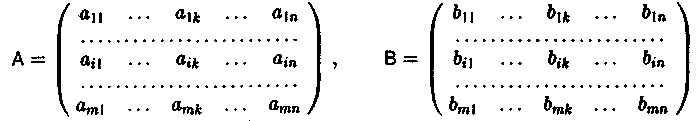 A = ( a11 ... a1k ... a1n ) , B = ( b11 ... b1k ... b1n )
........................ ........................
ai1 ... aik ... ain bi1 ... bik ... bin
........................ ........................
am1 ... amk ... amn bm1 ... bmk ... bmn